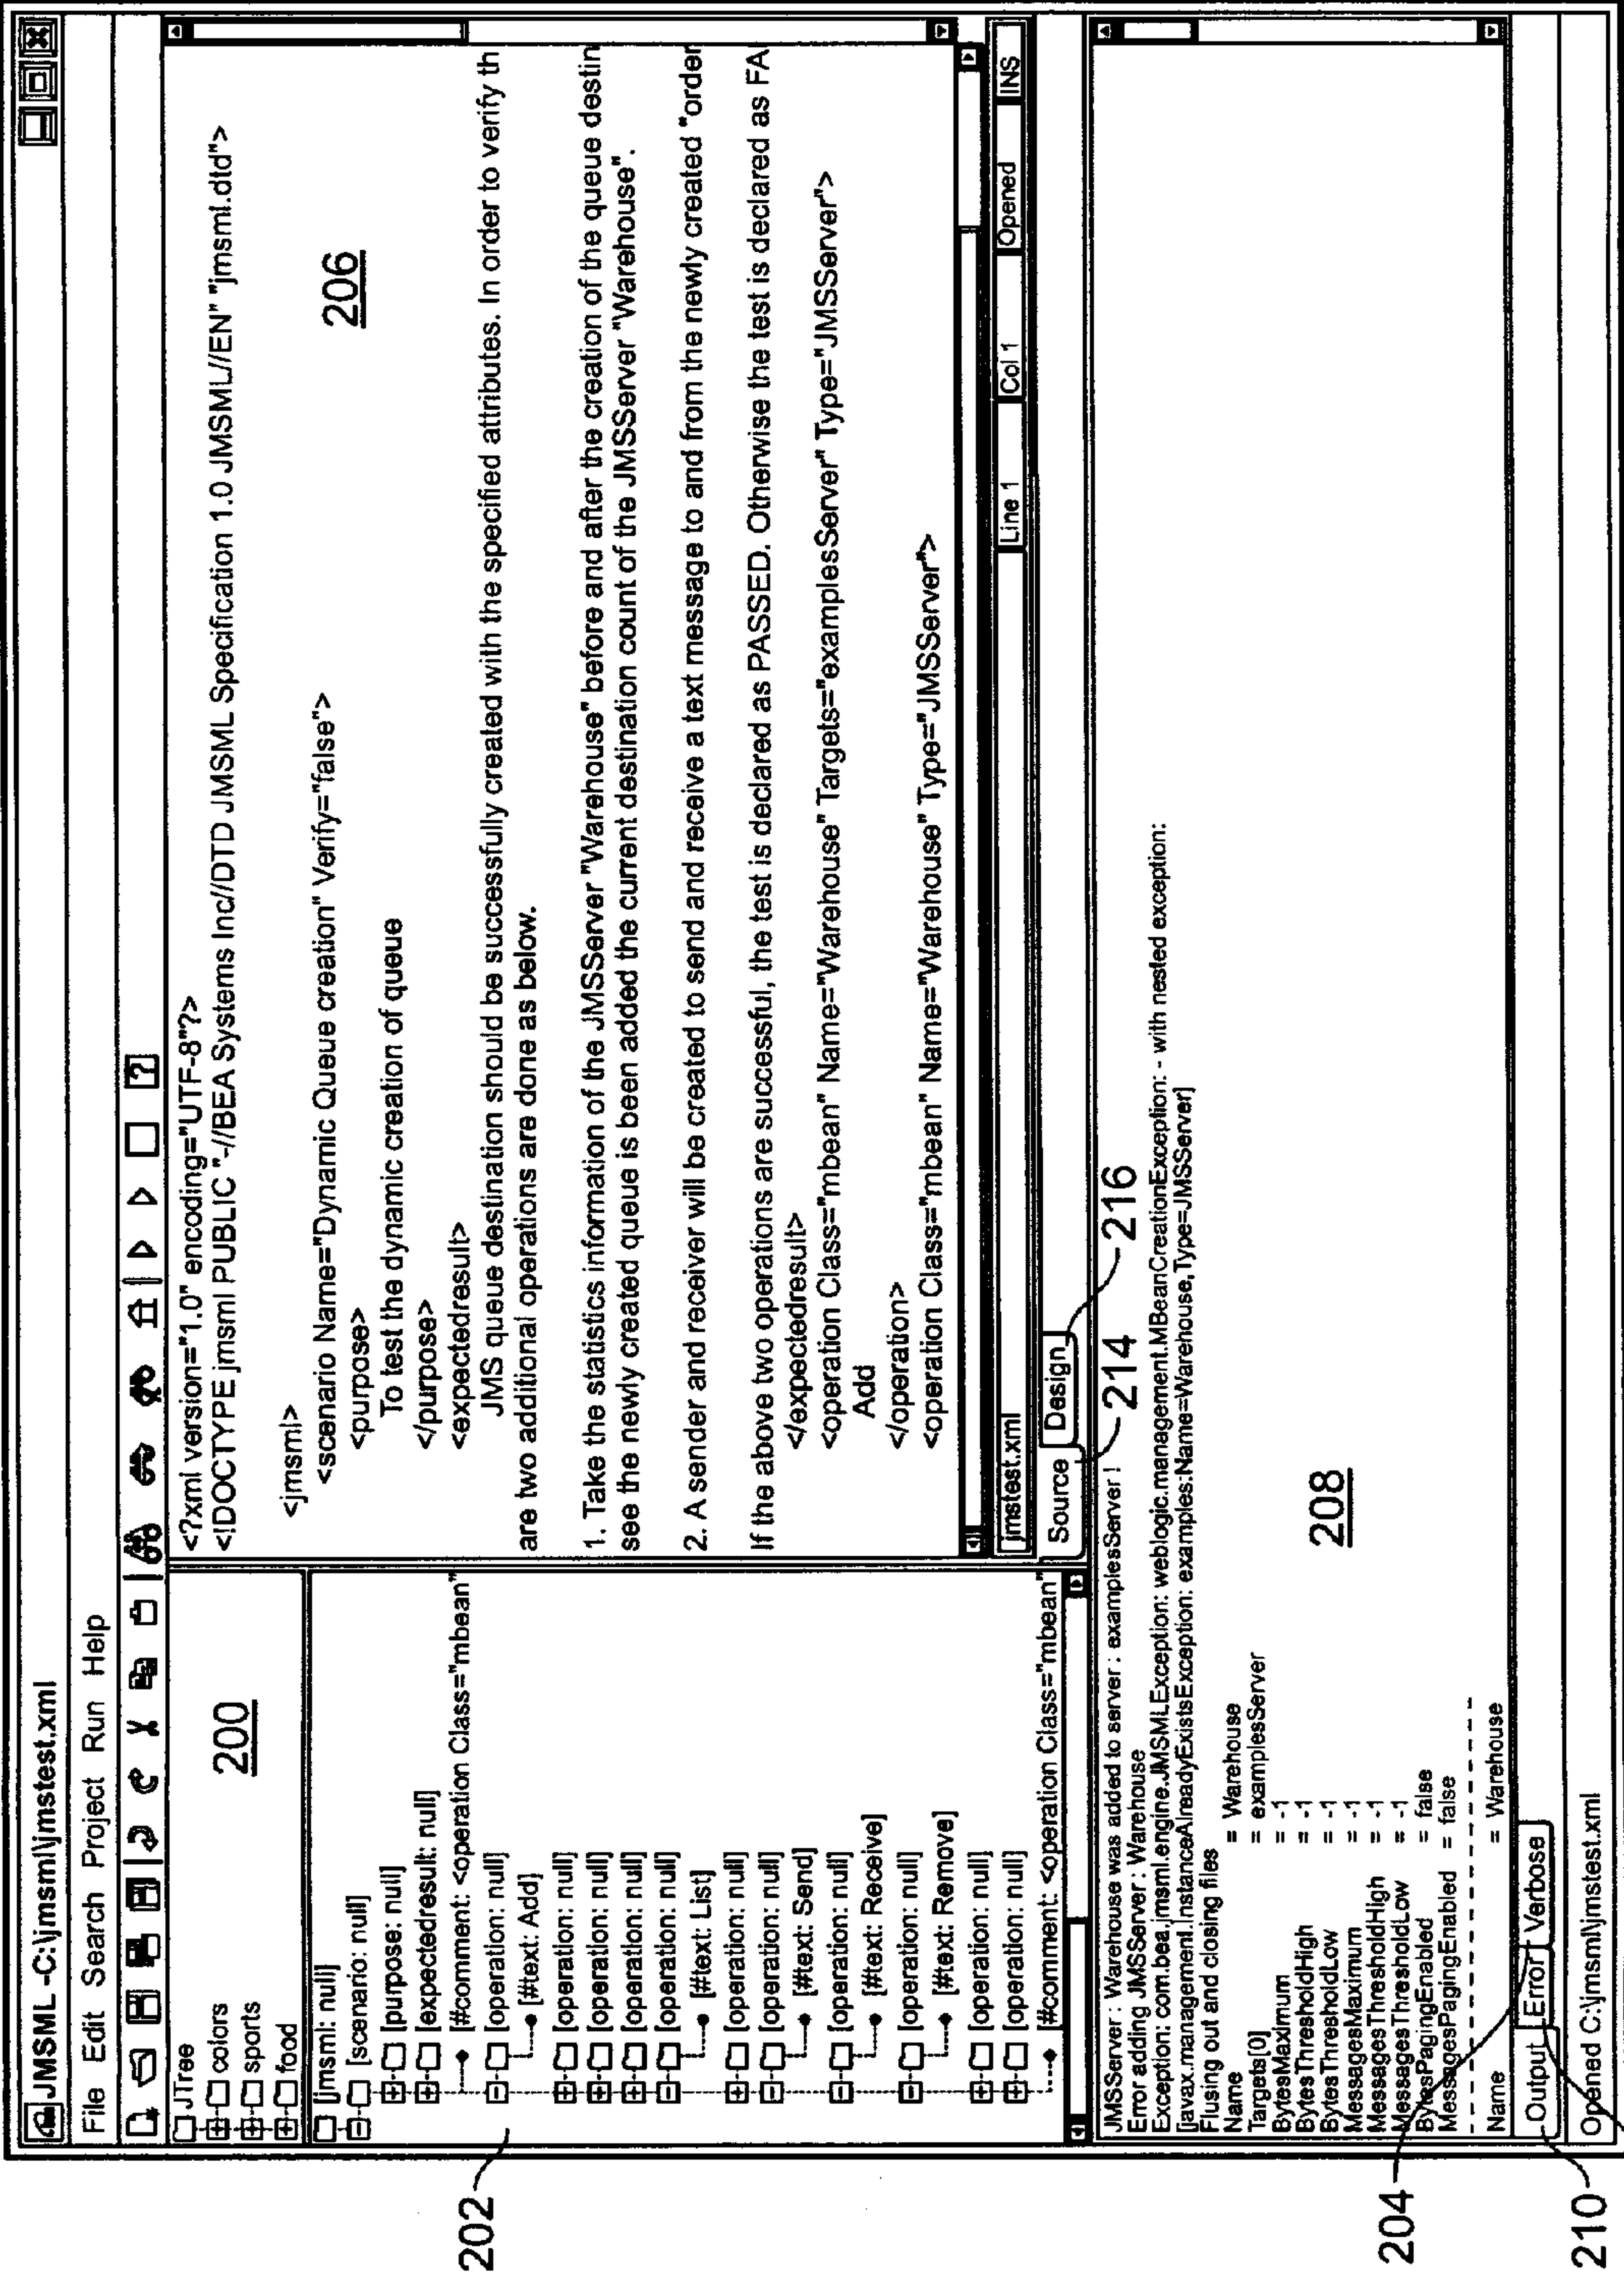 JMSML -C:\jmsml\jmstest.xml
File Edit Search Project Run Help
?
JTree
colors
sports
food
200
[jmsml: null]
[scenario: null]
[purpose: null]
[expectedresult: null]
[#comment: <operation Class="mbean"
[operation: null]
[#text: Add]
[operation: null]
[operation: null]
[operation: null]
[operation: null]
[#text: List]
[operation: null]
[operation: null]
[#text: Send]
[operation: null]
[#text: Receive]
[operation: null]
[#text: Remove]
[operation: null]
[operation: null]
[#comment: <operation Class="mbean"
202
<?xml version="1.0" encoding="UTF-8"?>
<!DOCTYPE jmsml PUBLIC "-//BEA Systems Inc//DTD JMSML Specification 1.0 JMSML//EN" "jmsml.dtd">
<jmsml>
206
<scenario Name="Dynamic Queue creation" Verify="false">
<purpose>
To test the dynamic creation of queue
</purpose>
<expectedresult>
JMS queue destination should be successfully created with the specified attributes. In order to verify th
are two additional operations are done as below.
1. Take the statistics information of the JMSServer "Warehouse" before and after the creation of the queue destin
see the newly created queue is been added the current destination count of the JMSServer "Warehouse".
2. A sender and receiver will be created to send and receive a text message to and from the newly created "order
If the above two operations are successful, the test is declared as PASSED. Otherwise the test is declared as FA
</expectedresult>
<operation Class="mbean" Name="Warehouse" Targets="examplesServer" Type="JMSServer">
Add
</operation>
<operation Class="mbean" Name="Warehouse" Type="JMSServer">
jmstest.xml Line 1 Col 1 Opened INS
Source Design
214 216
JMSServer : Warehouse was added to server : examplesServer !
Error adding JMSServer : Warehouse
Exception: com.bea.jmsml.engine.JMSMLException: weblogic.management.MBeanCreationException: - with nested exception:
[javax.management.InstanceAlreadyExistsException: examples:Name=Warehouse,Type=JMSServer]
Flusing out and closing files
Name = Warehouse
Targets[0] = examplesServer
BytesMaximum = -1
BytesThresholdHigh = -1
BytesThresholdLow = -1
MessagesMaximum = -1
MessagesThresholdHigh = -1
MessagesThresholdLow = -1
BytesPagingEnabled = false
MessagesPagingEnabled = false
- - - - - - - - - - - - - - - - - - - -
Name = Warehouse
208
204
Output Error Verbose
210
Opened C:\jmsml\jmstest.xml